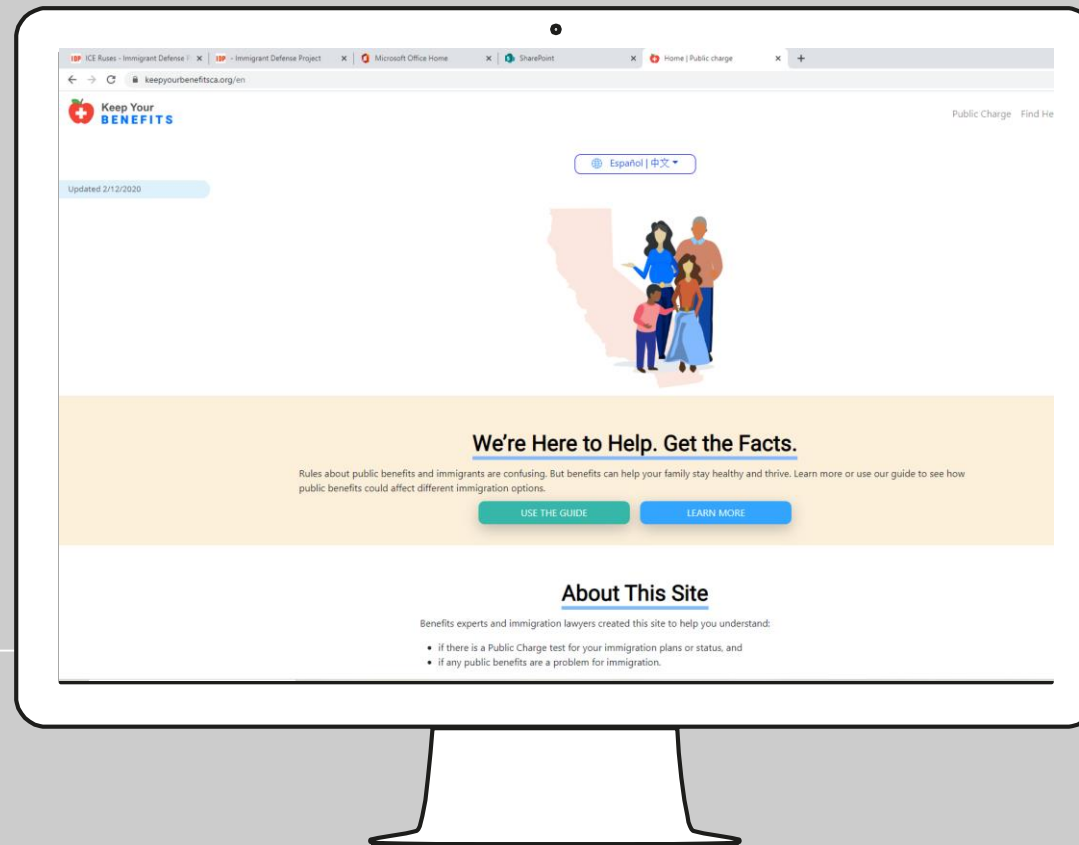 ICE Ruses - Immigrant Defense P
IDP - Immigrant Defense Project
Microsoft Office Home
SharePoint
Home | Public charge
keepyourbenefitsca.org/en
Keep Your
BENEFITS
Public Charge Find He
Español | 中文
Updated 2/12/2020
We're Here to Help. Get the Facts.
Rules about public benefits and immigrants are confusing. But benefits can help your family stay healthy and thrive. Learn more or use our guide to see how
public benefits could affect different immigration options.
USE THE GUIDE LEARN MORE
About This Site
Benefits experts and immigration lawyers created this site to help you understand:
• if there is a Public Charge test for your immigration plans or status, and
• if any public benefits are a problem for immigration.